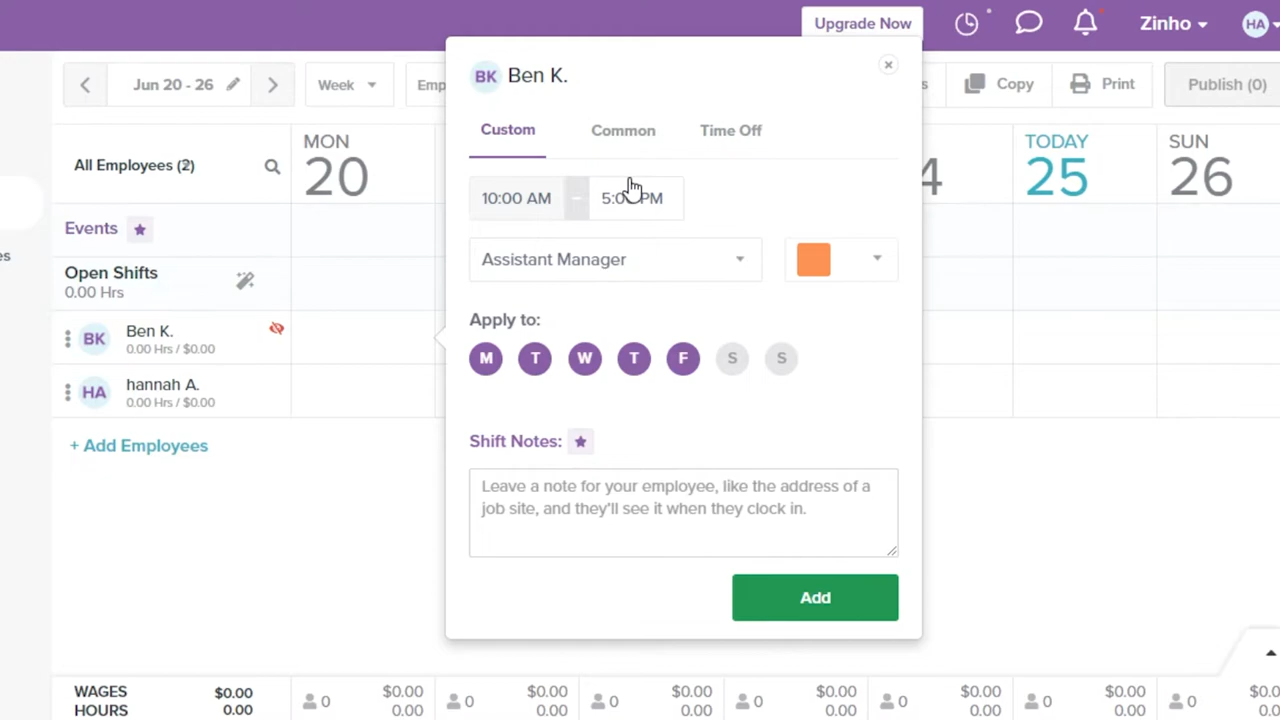 Upgrade Now
Zinho
HA
Jun 20 - 26
Week
Emp
BK Ben K.
s
Copy
Print
Publish (0)
Custom
Common
Time Off
All Employees (2)
MON
20
4
TODAY
25
SUN
26
10:00 AM - 5:00 PM
Events
es
Assistant Manager
Open Shifts
0.00 Hrs
Apply to:
BK
Ben K.
0.00 Hrs / $0.00
M T W T F S S
HA
hannah A.
0.00 Hrs / $0.00
+ Add Employees
Shift Notes:
Leave a note for your employee, like the address of a
job site, and they'll see it when they clock in.
Add
WAGES $0.00
HOURS 0.00
0 $0.00 0.00
0 $0.00 0.00
0 $0.00 0.00
0 $0.00 0.00
0 $0.00 0.00
0 $0.00 0.00
0 $0.0 0.0